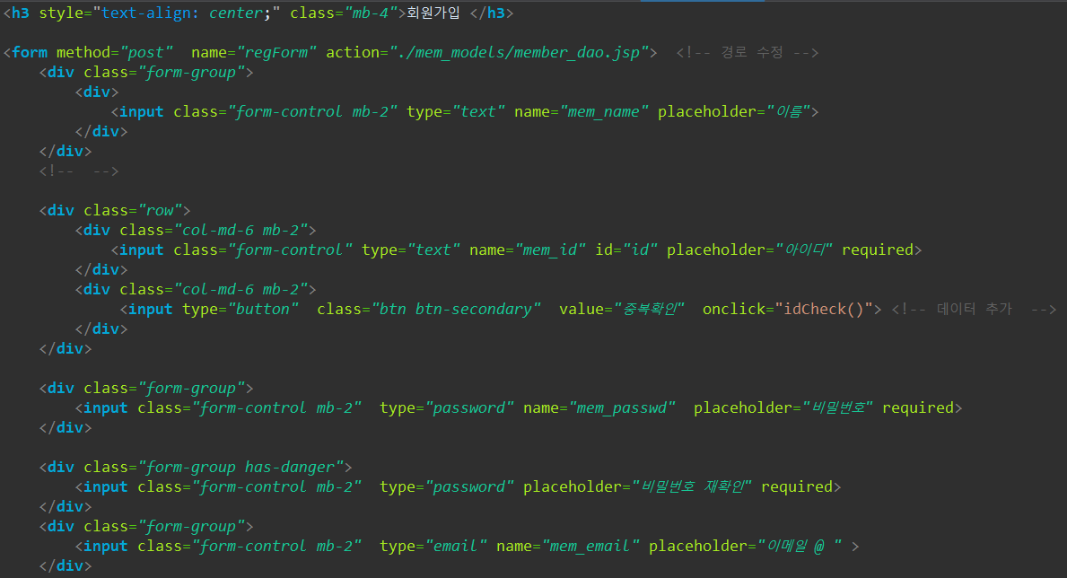 <h3 style="text-align: center;" class="mb-4">회원가입 </h3>
<form method="post"  name="regForm" action="./mem_models/member_dao.jsp">  <!-- 경로 수정 -->
<div class="form-group">
<div>
<input class="form-control mb-2" type="text" name="mem_name" placeholder="이름">
</div>
</div>
<!--  -->
<div class="row">
<div class="col-md-6 mb-2">
<input class="form-control" type="text" name="mem_id" id="id" placeholder="아이디" required>
</div>
<div class="col-md-6 mb-2">
<input type="button"  class="btn btn-secondary"  value="중복확인"  onclick="idCheck()"> <!-- 데이터 추가  -->
</div>
</div>
<div class="form-group">
<input class="form-control mb-2"  type="password" name="mem_passwd"  placeholder="비밀번호" required>
</div>
<div class="form-group has-danger">
<input class="form-control mb-2"  type="password" placeholder="비밀번호 재확인" required>
</div>
<div class="form-group">
<input class="form-control mb-2"  type="email" name="mem_email" placeholder="이메일 @ " >
</div>